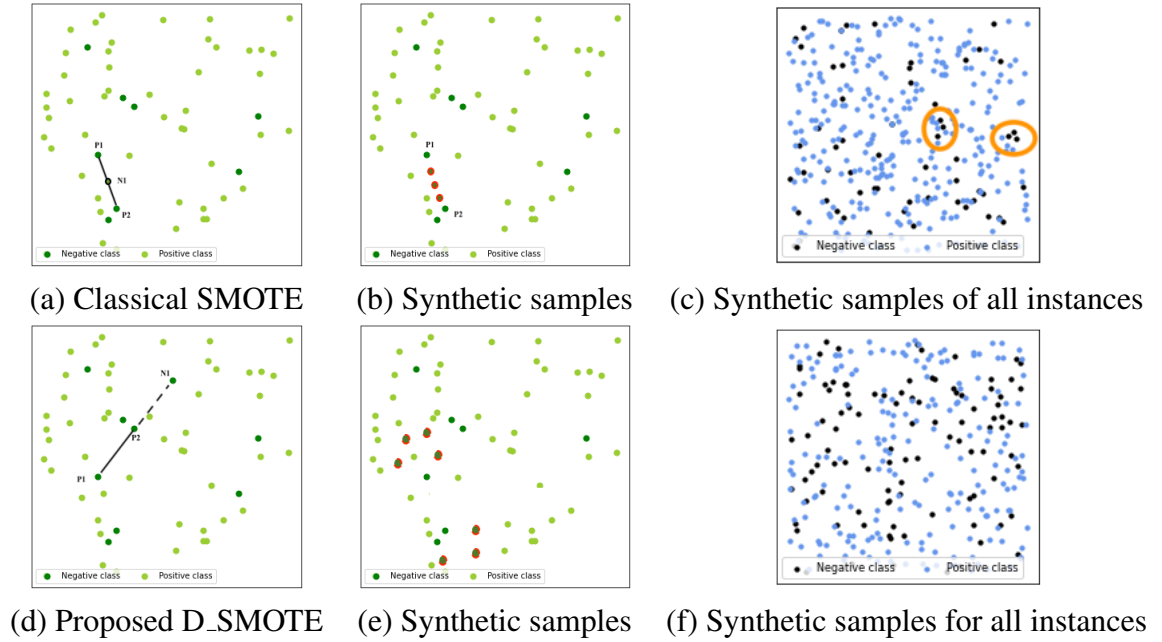 P1
N1
P2
Negative class Positive class
P1
P2
Negative class Positive class
Negative class Positive class
(a) Classical SMOTE
(b) Synthetic samples
(c) Synthetic samples of all instances
N1
P2
P1
Negative class Positive class
Negative class Positive class
Negative class Positive class
(d) Proposed D_SMOTE
(e) Synthetic samples
(f) Synthetic samples for all instances